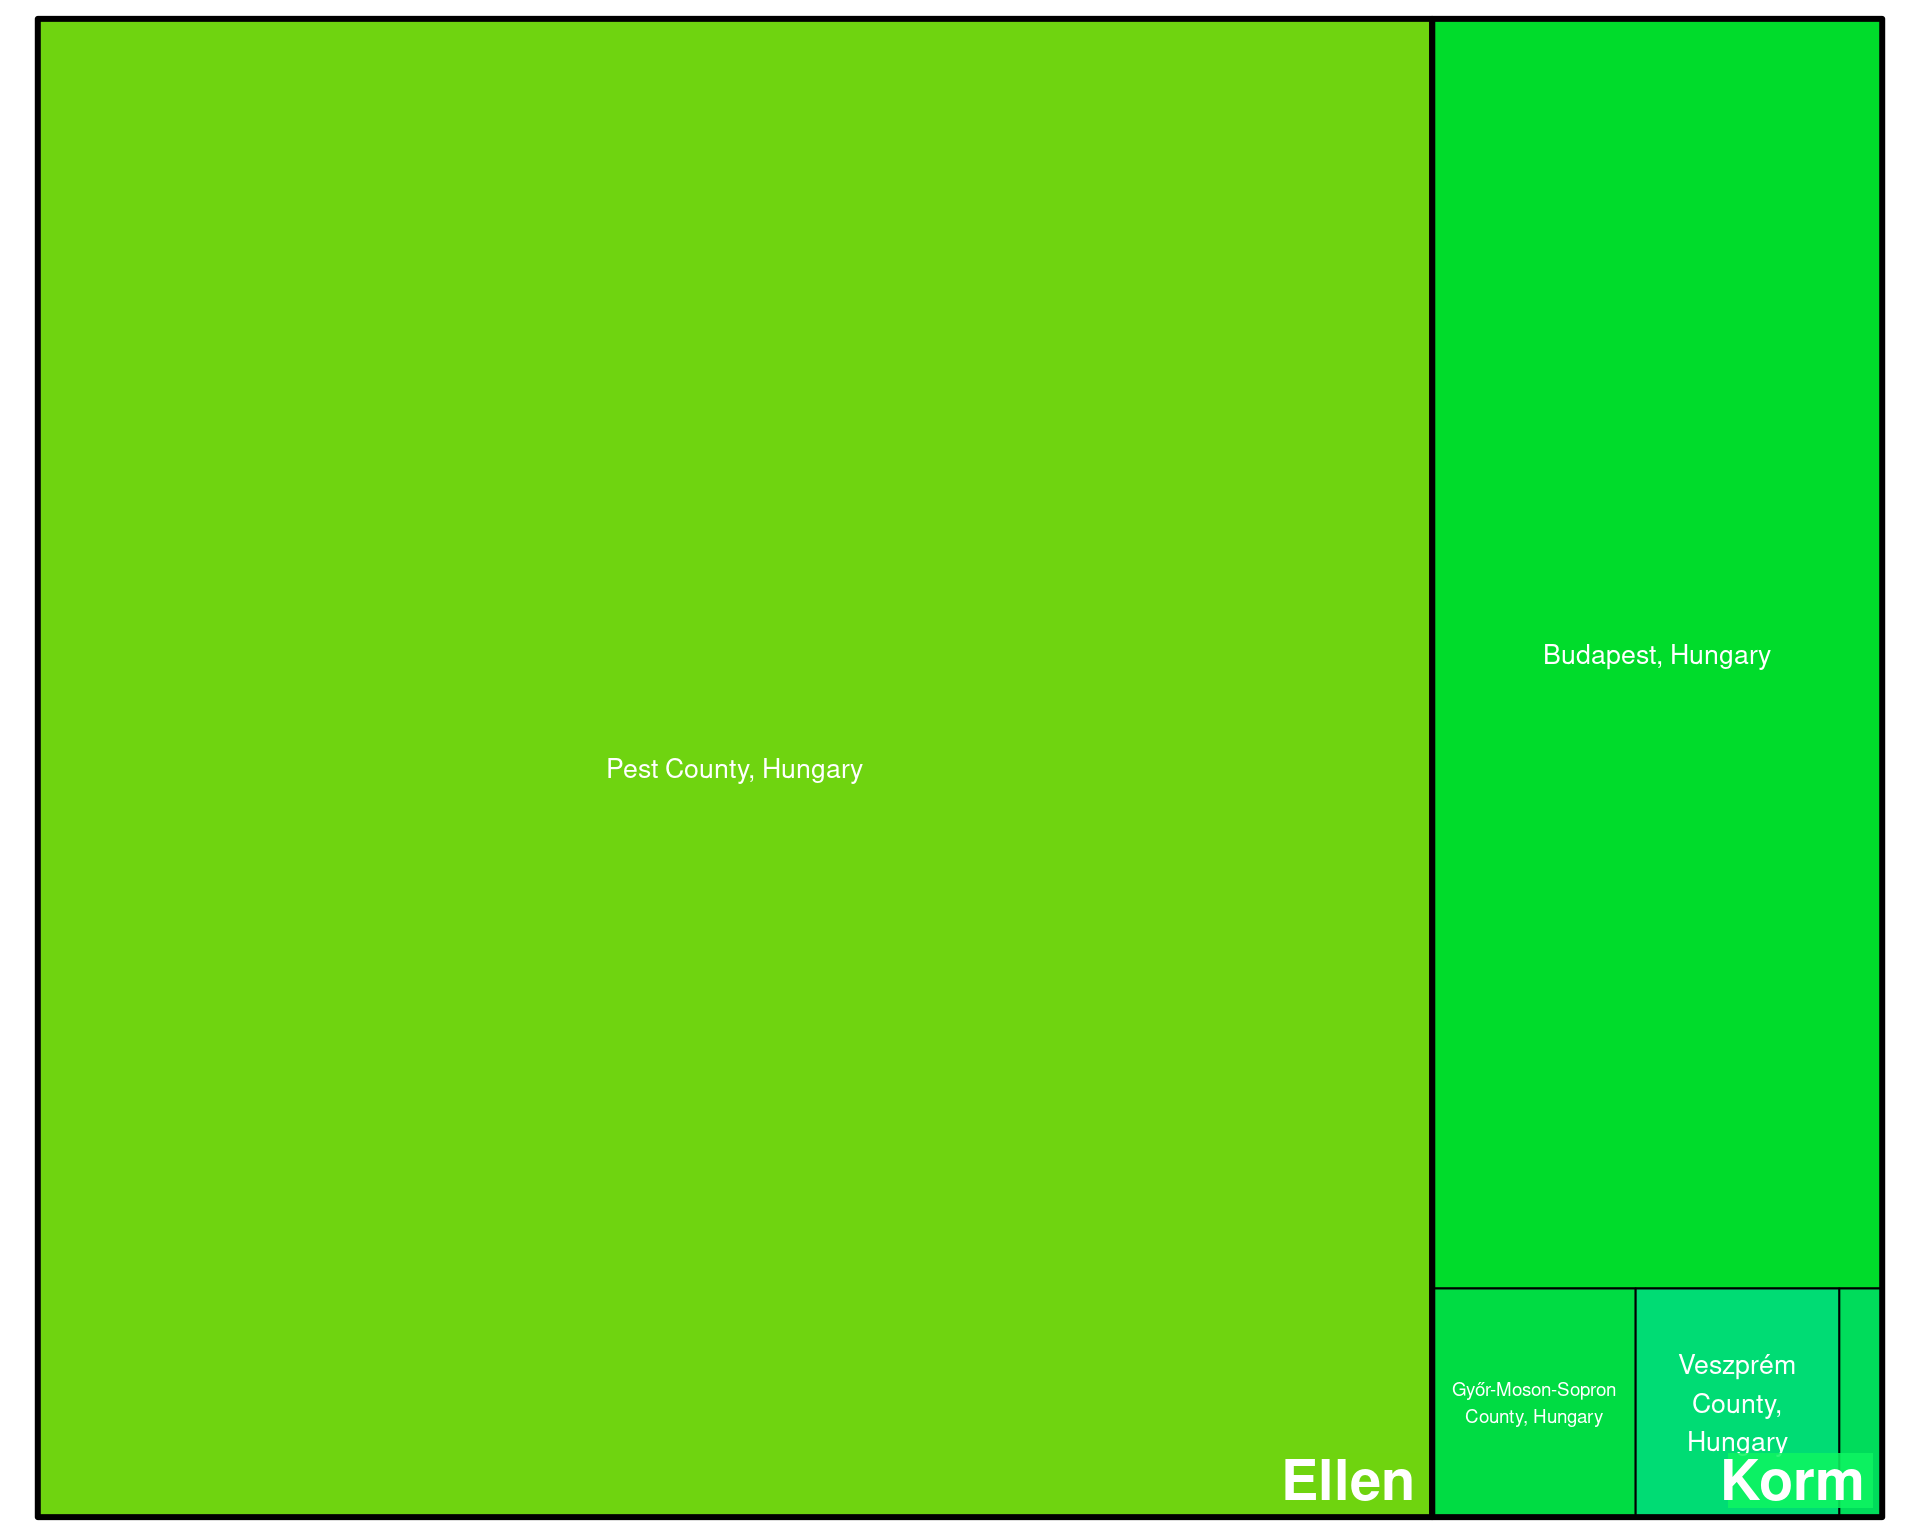 Pest County, Hungary
Ellen
Budapest, Hungary
Győr-Moson-Sopron
County, Hungary
Veszprém
County,
Hungary
Korm